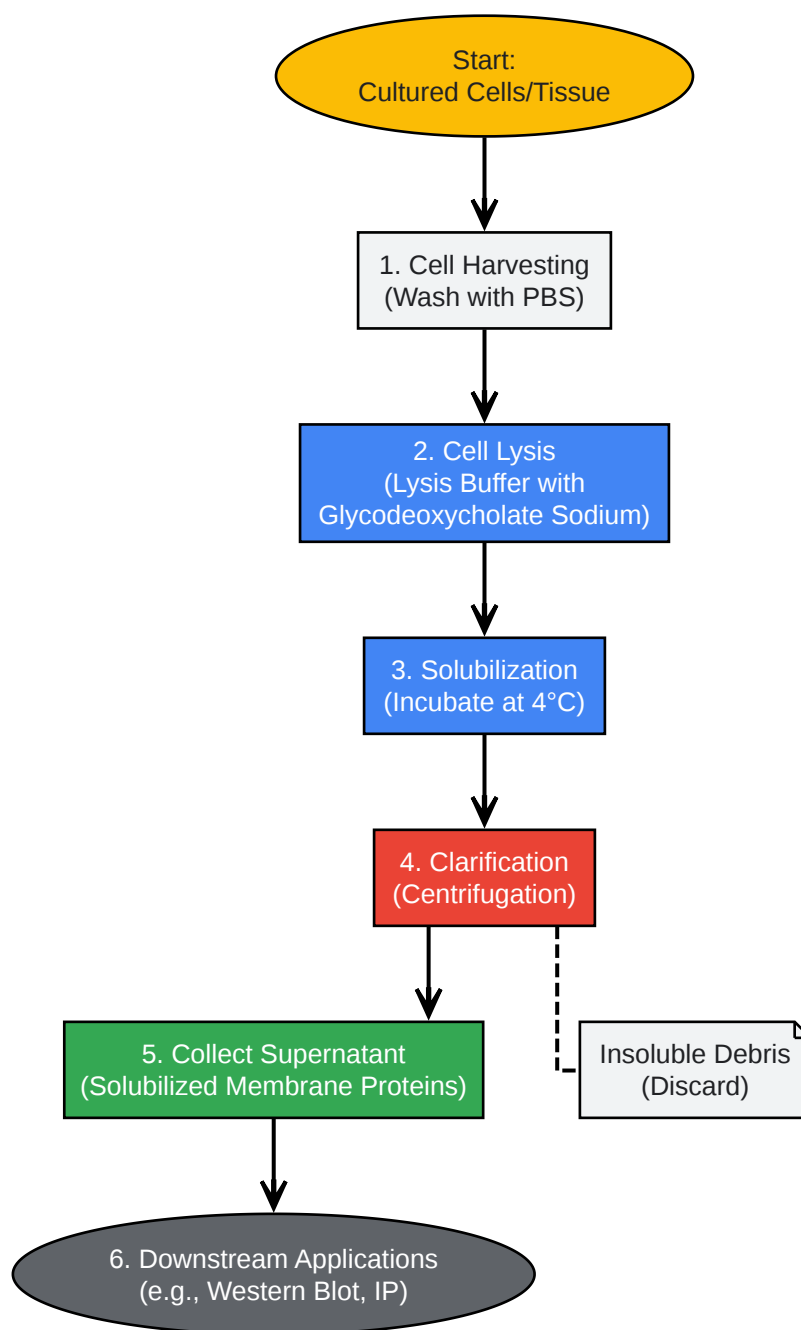 Start:
Cultured Cells/Tissue
1. Cell Harvesting
(Wash with PBS)
2. Cell Lysis
(Lysis Buffer with
Glycodeoxycholate Sodium)
3. Solubilization
(Incubate at 4°C)
4. Clarification
(Centrifugation)
5. Collect Supernatant
(Solubilized Membrane Proteins)
Insoluble Debris
(Discard)
6. Downstream Applications
(e.g., Western Blot, IP)